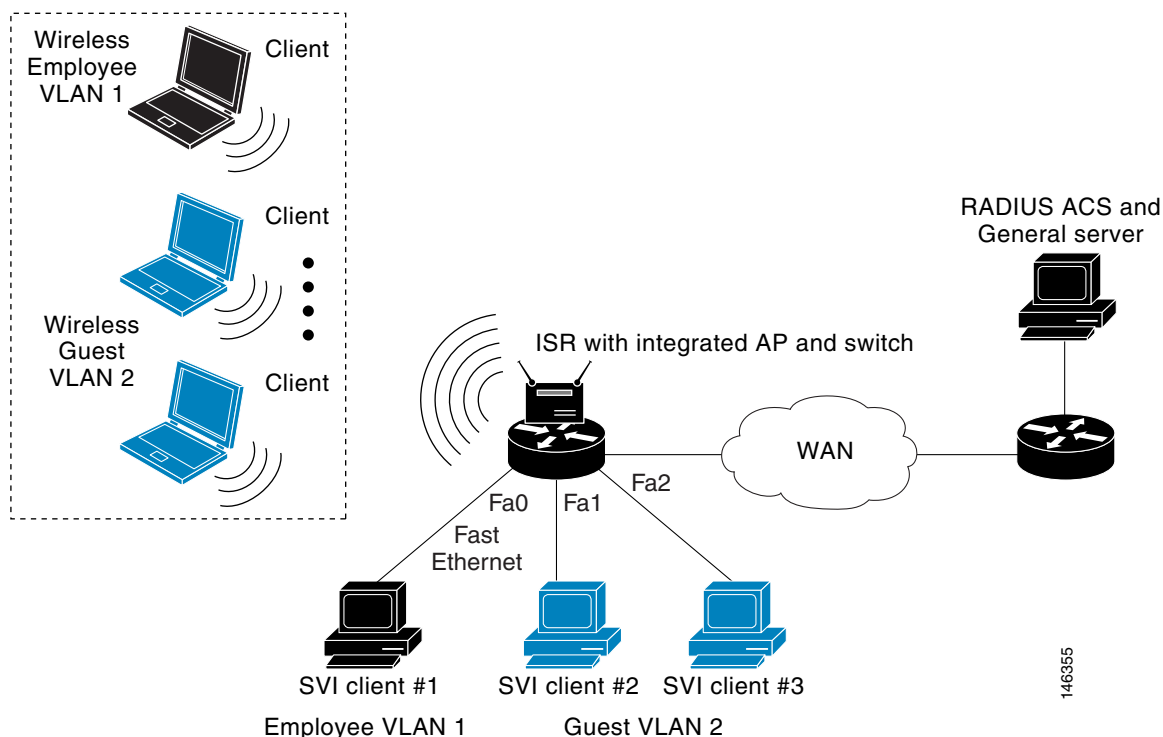 Wireless
Employee
VLAN 1
Client
Client
Wireless
Guest
VLAN 2
Client
RADIUS ACS and
General server
ISR with integrated AP and switch
WAN
Fa0
Fa1
Fa2
Fast
Ethernet
SVI client #1
SVI client #2
SVI client #3
Employee VLAN 1
Guest VLAN 2
146355